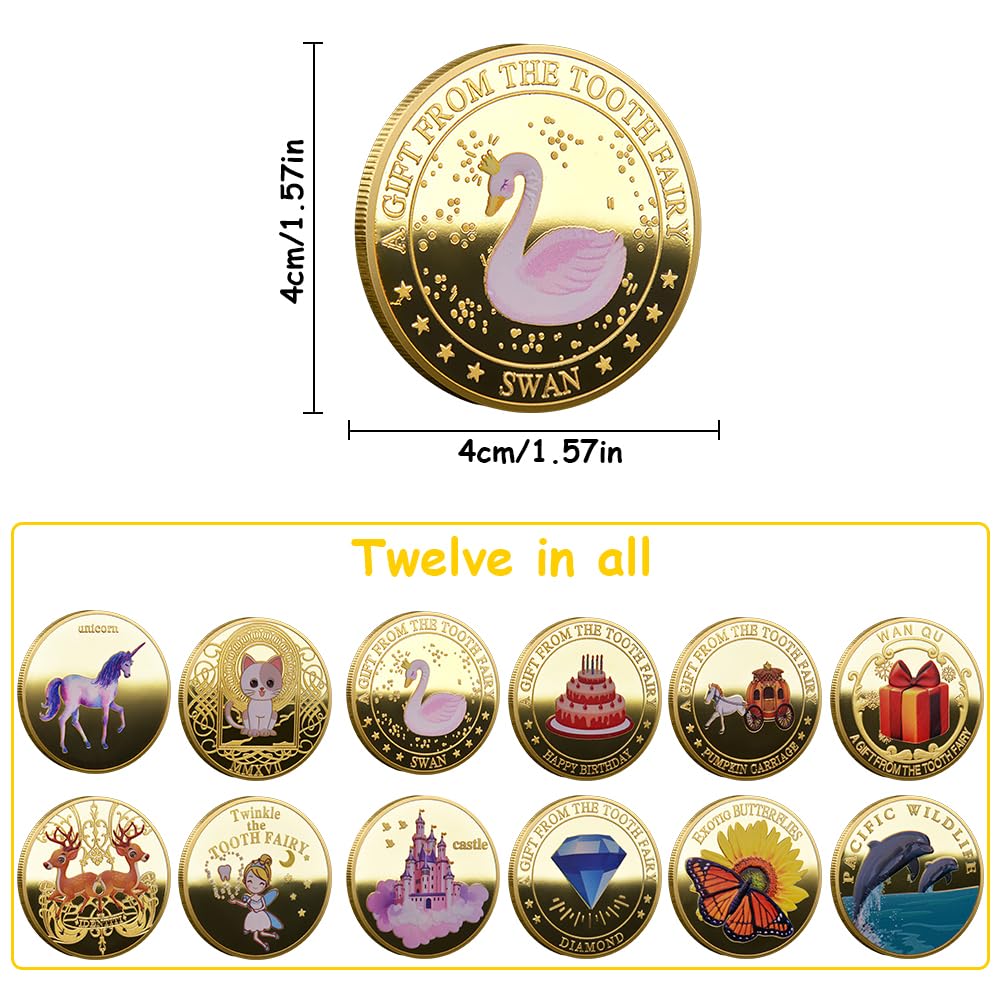 4cm/1.57in
A GIFT FROM THE TOOTH FAIRY
SWAN
4cm/1.57in
Twelve in all
unicorn
MMXVII
A GIFT FROM THE TOOTH FAIRY
SWAN
A GIFT FROM THE TOOTH FAIRY
HAPPY BIRTHDAY
A GIFT FROM THE TOOTH FAIRY
PUMPKIN CARRIAGE
WAN QU
A GIFT FROM THE TOOTH FAIRY
IDENTITY
Twinkle
the
TOOTH FAIRY
castle
A GIFT FROM THE TOOTH FAIRY
DIAMOND
EXOTIC BUTTERFLIES
PACIFIC WILDLIFE